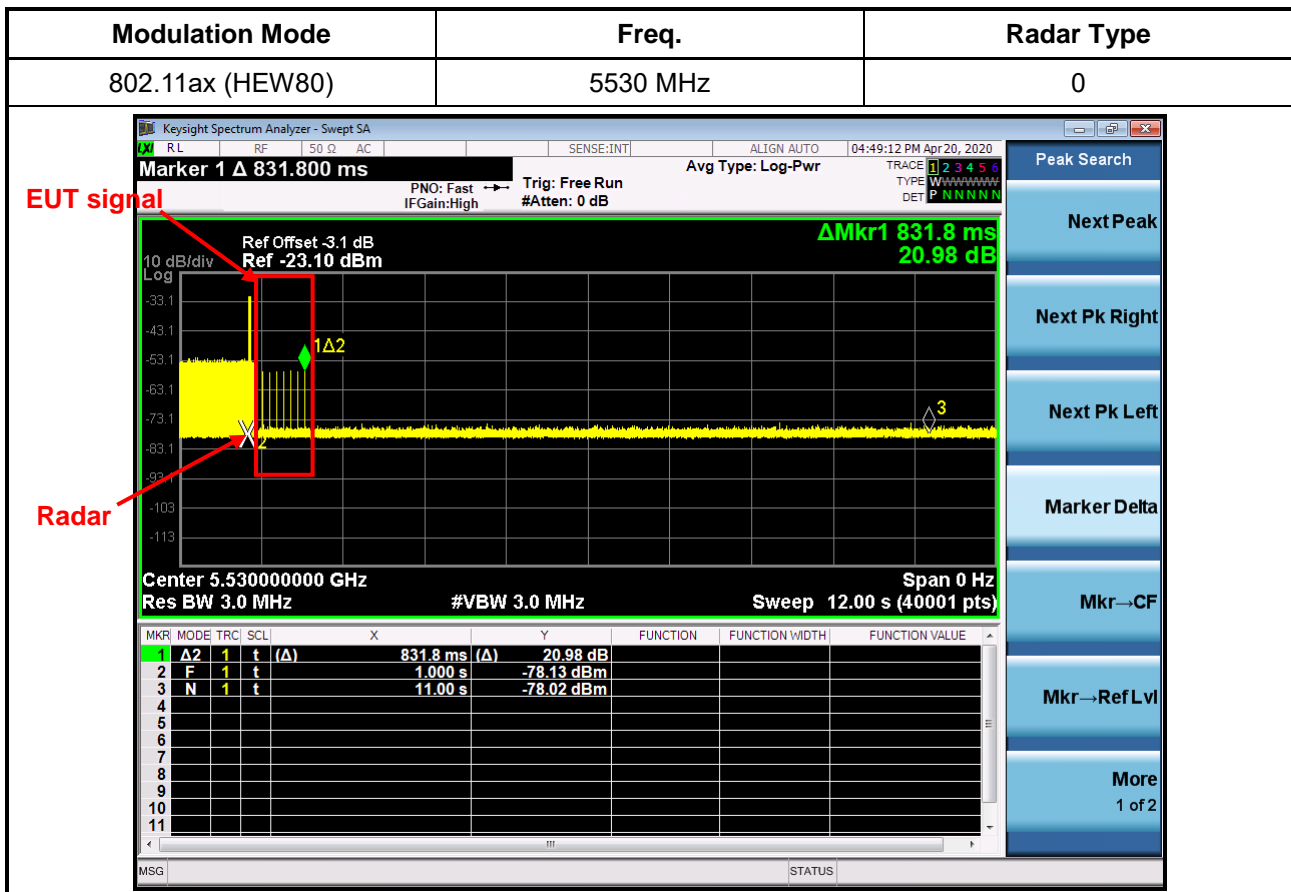 Modulation Mode Freq. Radar Type
802.11ax (HEW80) 5530 MHz 0
Keysight Spectrum Analyzer - Swept SA
LXI RL RF 50 Ω AC SENSE:INT ALIGN AUTO 04:49:12 PM Apr 20, 2020
Marker 1 Δ 831.800 ms
PNO: Fast
IFGain:High
Trig: Free Run
#Atten: 0 dB
Avg Type: Log-Pwr
TRACE 1 2 3 4 5 6
TYPE WWWWWW
DET P N N N N N
Peak Search
EUT signal
ΔMkr1 831.8 ms
20.98 dB
Ref Offset -3.1 dB
10 dB/div Ref -23.10 dBm
Log
-33.1
-43.1
-53.1
-63.1
-73.1
-83.1
-103
-113
1Δ2
3
2
Radar
Center 5.530000000 GHz Span 0 Hz
Res BW 3.0 MHz #VBW 3.0 MHz Sweep 12.00 s (40001 pts)
MKR MODE TRC SCL X Y FUNCTION FUNCTION WIDTH FUNCTION VALUE
1 Δ2 1 t (Δ) 831.8 ms (Δ) 20.98 dB
2 F 1 t 1.000 s -78.13 dBm
3 N 1 t 11.00 s -78.02 dBm
4
5
6
7
8
9
10
11
MSG STATUS
Next Peak
Next Pk Right
Next Pk Left
Marker Delta
Mkr→CF
Mkr→Ref Lvl
More
1 of 2